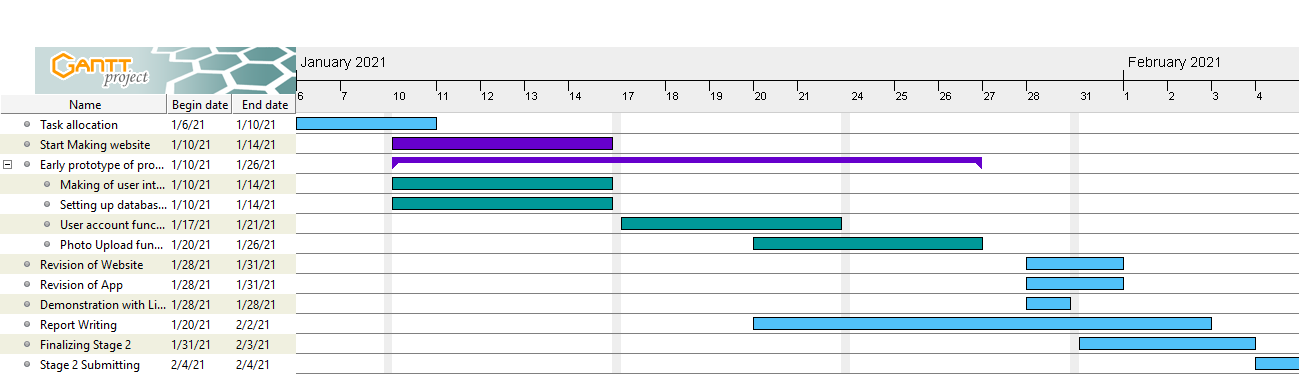 GANTT
project
January 2021 February 2021
6 7 10 11 12 13 14 17 18 19 20 21 24 25 26 27 28 31 1 2 3 4
Name Begin date End date
Task allocation 1/6/21 1/10/21
Start Making website 1/10/21 1/14/21
Early prototype of pro... 1/10/21 1/26/21
Making of user int... 1/10/21 1/14/21
Setting up databas... 1/10/21 1/14/21
User account func... 1/17/21 1/21/21
Photo Upload fun... 1/20/21 1/26/21
Revision of Website 1/28/21 1/31/21
Revision of App 1/28/21 1/31/21
Demonstration with Li... 1/28/21 1/28/21
Report Writing 1/20/21 2/2/21
Finalizing Stage 2 1/31/21 2/3/21
Stage 2 Submitting 2/4/21 2/4/21